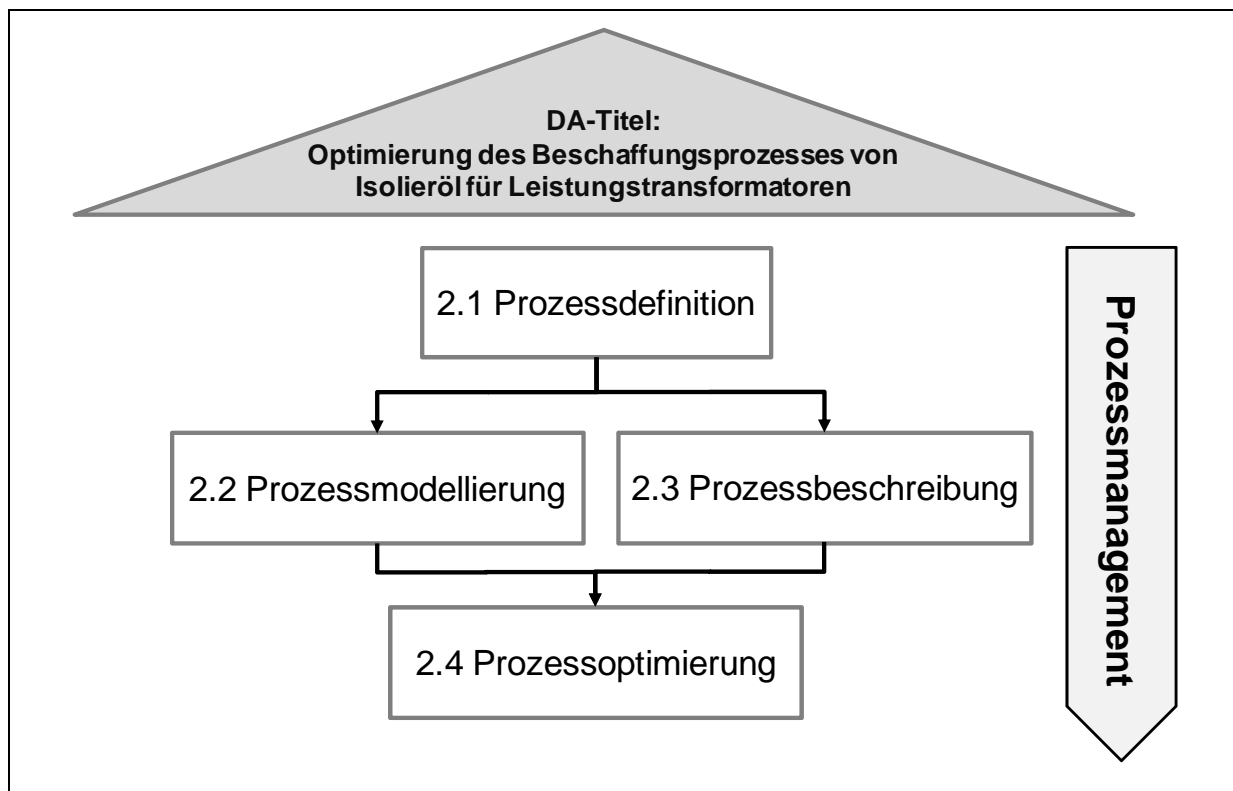 DA-Titel:
Optimierung des Beschaffungsprozesses von
Isolieröl für Leistungstransformatoren
2.1 Prozessdefinition
2.2 Prozessmodellierung
2.3 Prozessbeschreibung
2.4 Prozessoptimierung
Prozessmanagement